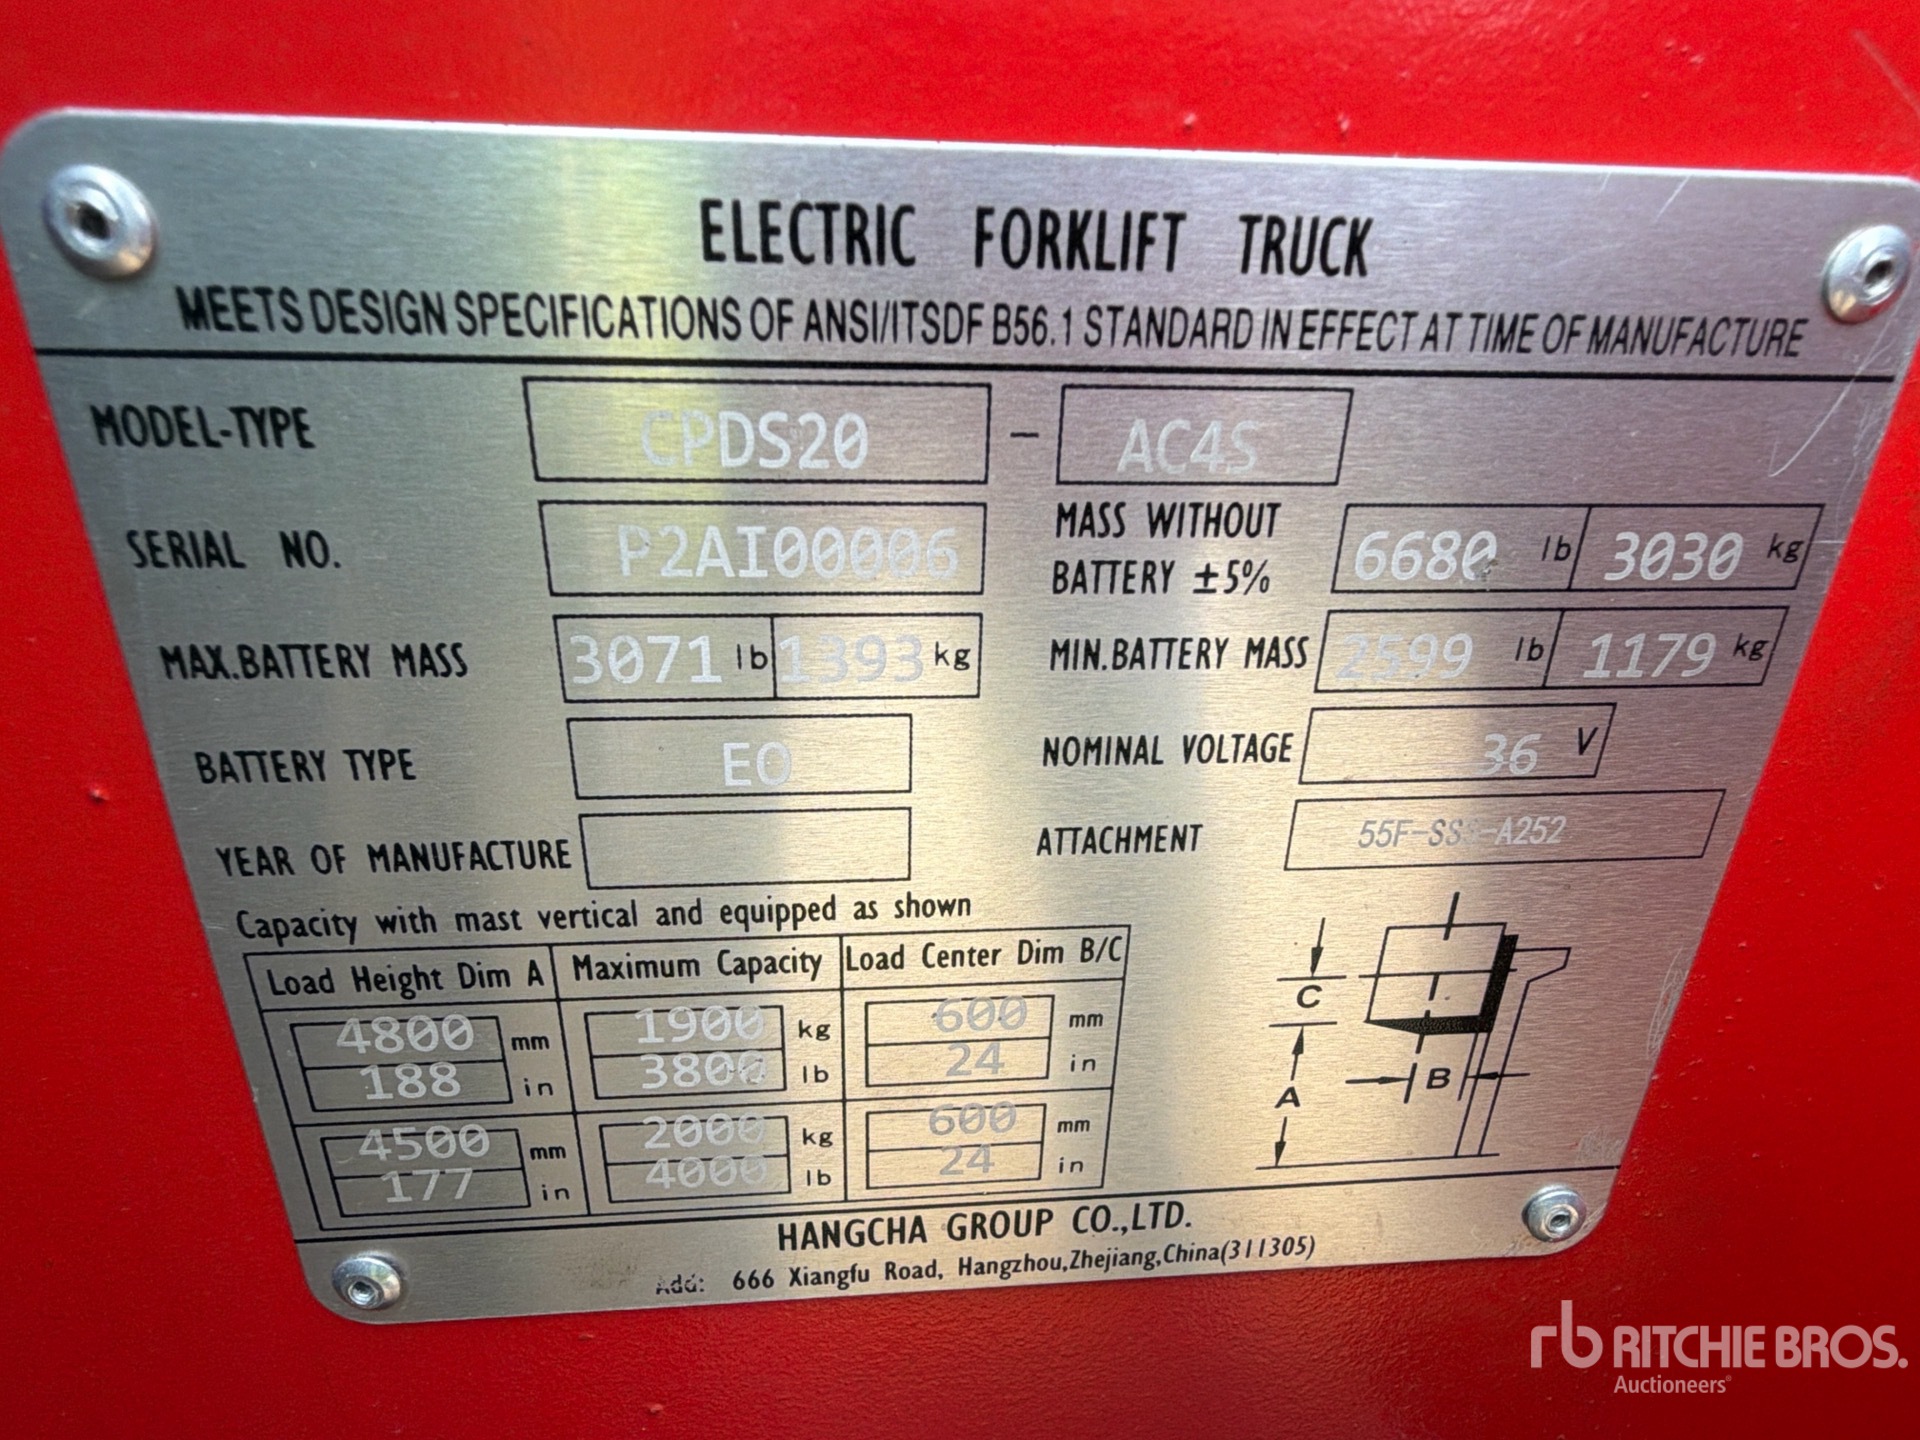 ELECTRIC FORKLIFT TRUCK
MEETS DESIGN SPECIFICATIONS OF ANSI/ITSDF B56.1 STANDARD IN EFFECT AT TIME OF MANUFACTURE
MODEL-TYPE CPDS20 - AC4S
SERIAL NO. P2AI00006
MASS WITHOUT
BATTERY ±5% 6680 lb 3030 kg
MAX.BATTERY MASS 3071 lb 1393 kg
MIN.BATTERY MASS 2599 lb 1179 kg
BATTERY TYPE EO
NOMINAL VOLTAGE 36 V
YEAR OF MANUFACTURE
ATTACHMENT 55F-SSS-A252
Capacity with mast vertical and equipped as shown
Load Height Dim A Maximum Capacity Load Center Dim B/C
4800 mm 1900 kg 600 mm
188 in 3800 lb 24 in
4500 mm 2000 kg 600 mm
177 in 4000 lb 24 in
C
B
A
HANGCHA GROUP CO.,LTD.
Add: 666 Xiangfu Road, Hangzhou,Zhejiang,China(311305)
rb RITCHIE BROS.
Auctioneers